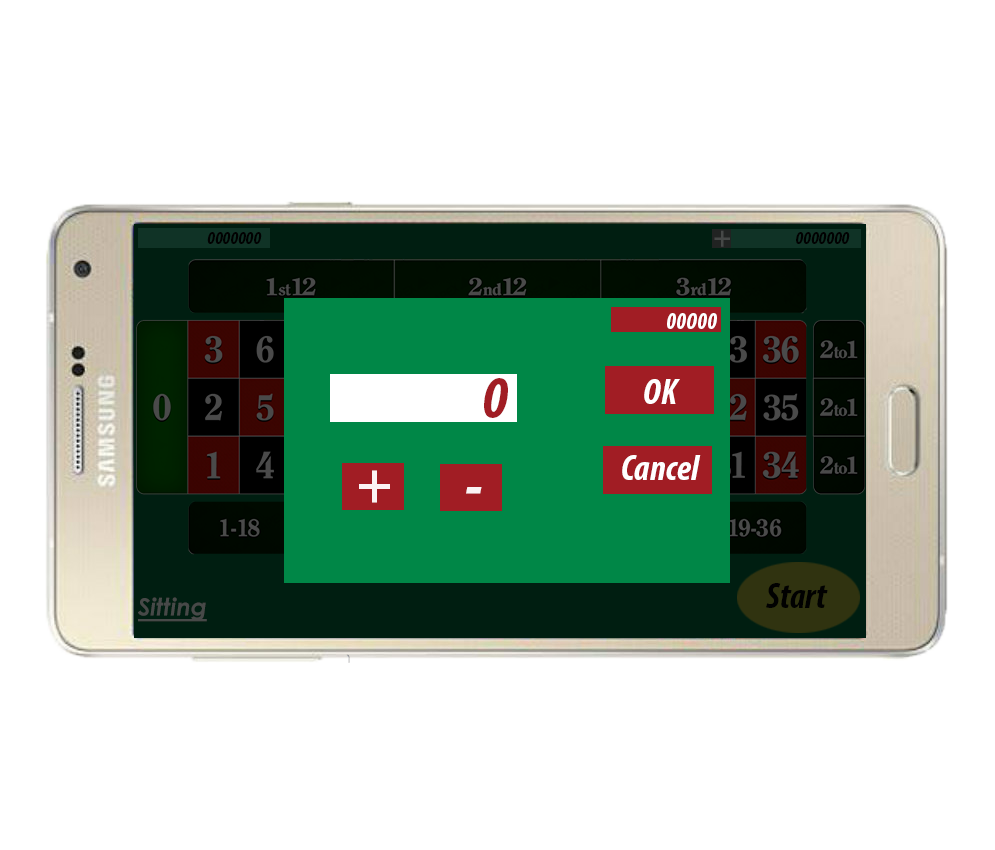 SAMSUNG
0000000
+ 0000000
1st12 2nd12 3rd12
00000
3 6 3 36 2to1
0 OK
0 2 5 2 35 2to1
Cancel
1 4 1 34 2to1
+ -
1-18 19-36
Sitting
Start